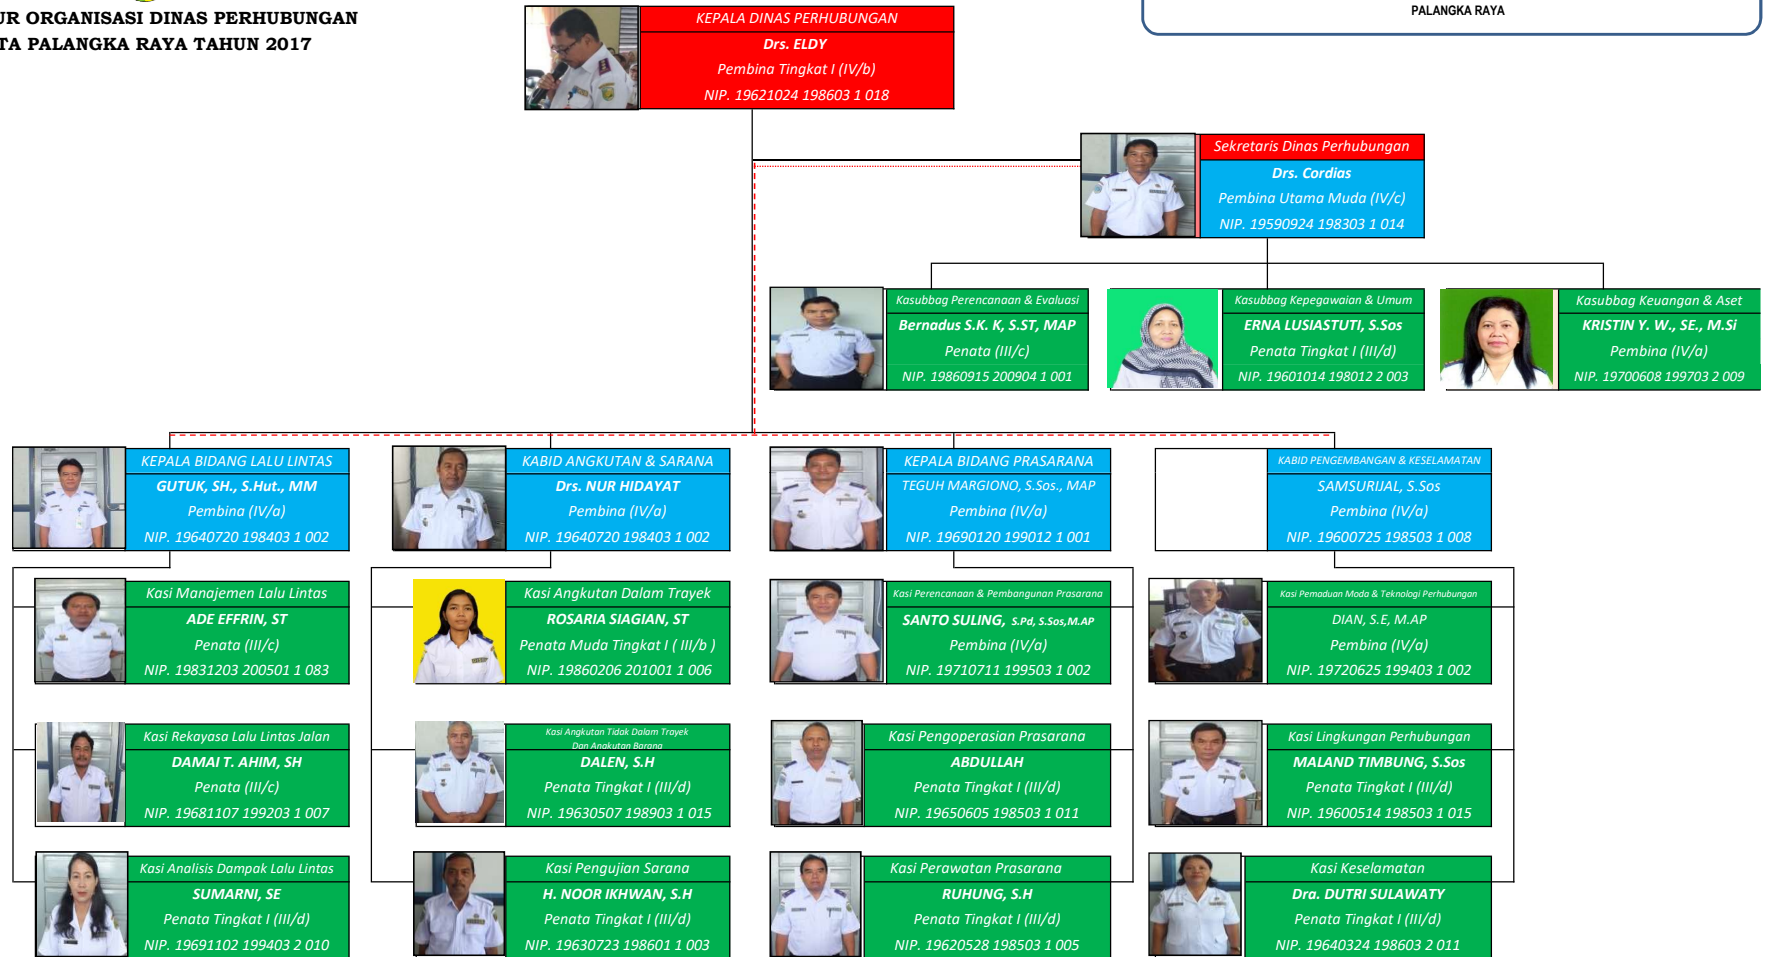 UR ORGANISASI DINAS PERHUBUNGAN
TA PALANGKA RAYA TAHUN 2017
PALANGKA RAYA
KEPALA DINAS PERHUBUNGAN
Drs. ELDY
Pembina Tingkat I (IV/b)
NIP. 19621024 198603 1 018
Sekretaris Dinas Perhubungan
Drs. Cordias
Pembina Utama Muda (IV/c)
NIP. 19590924 198303 1 014
Kasubbag Perencanaan & Evaluasi
Bernadus S.K. K, S.ST, MAP
Penata (III/c)
NIP. 19860915 200904 1 001
Kasubbag Kepegawaian & Umum
ERNA LUSIASTUTI, S.Sos
Penata Tingkat I (III/d)
NIP. 19601014 198012 2 003
Kasubbag Keuangan & Aset
KRISTIN Y. W., SE., M.Si
Pembina (IV/a)
NIP. 19700608 199703 2 009
KEPALA BIDANG LALU LINTAS
GUTUK, SH., S.Hut., MM
Pembina (IV/a)
NIP. 19640720 198403 1 002
KABID ANGKUTAN & SARANA
Drs. NUR HIDAYAT
Pembina (IV/a)
NIP. 19640720 198403 1 002
KEPALA BIDANG PRASARANA
TEGUH MARGIONO, S.Sos., MAP
Pembina (IV/a)
NIP. 19690120 199012 1 001
KABID PENGEMBANGAN & KESELAMATAN
SAMSURIJAL, S.Sos
Pembina (IV/a)
NIP. 19600725 198503 1 008
Kasi Manajemen Lalu Lintas
ADE EFFRIN, ST
Penata (III/c)
NIP. 19831203 200501 1 083
Kasi Angkutan Dalam Trayek
ROSARIA SIAGIAN, ST
Penata Muda Tingkat I ( III/b )
NIP. 19860206 201001 1 006
Kasi Perencanaan & Pembangunan Prasarana
SANTO SULING, S.Pd, S.Sos,M.AP
Pembina (IV/a)
NIP. 19710711 199503 1 002
Kasi Pemaduan Moda & Teknologi Perhubungan
DIAN, S.E, M.AP
Pembina (IV/a)
NIP. 19720625 199403 1 002
Kasi Rekayasa Lalu Lintas Jalan
DAMAI T. AHIM, SH
Penata (III/c)
NIP. 19681107 199203 1 007
Kasi Angkutan Tidak Dalam Trayek
Dan Angkutan Barang
DALEN, S.H
Penata Tingkat I (III/d)
NIP. 19630507 198903 1 015
Kasi Pengoperasian Prasarana
ABDULLAH
Penata Tingkat I (III/d)
NIP. 19650605 198503 1 011
Kasi Lingkungan Perhubungan
MALAND TIMBUNG, S.Sos
Penata Tingkat I (III/d)
NIP. 19600514 198503 1 015
Kasi Analisis Dampak Lalu Lintas
SUMARNI, SE
Penata Tingkat I (III/d)
NIP. 19691102 199403 2 010
Kasi Pengujian Sarana
H. NOOR IKHWAN, S.H
Penata Tingkat I (III/d)
NIP. 19630723 198601 1 003
Kasi Perawatan Prasarana
RUHUNG, S.H
Penata Tingkat I (III/d)
NIP. 19620528 198503 1 005
Kasi Keselamatan
Dra. DUTRI SULAWATY
Penata Tingkat I (III/d)
NIP. 19640324 198603 2 011